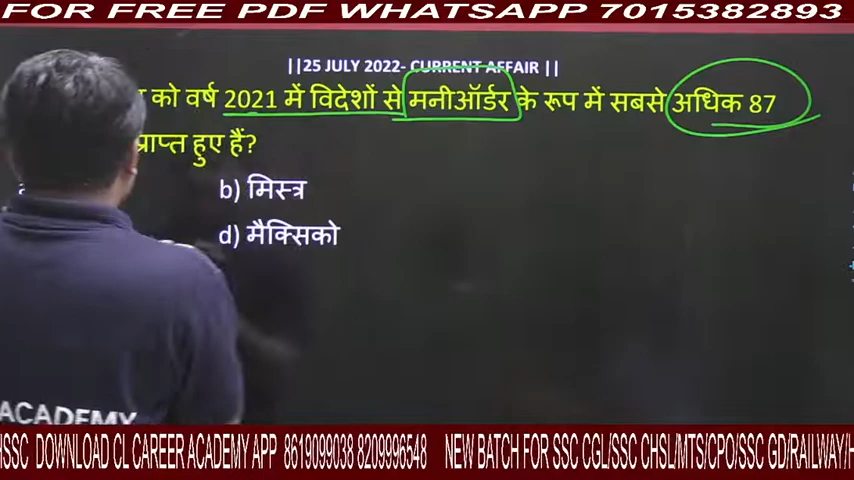 FOR FREE PDF WHATSAPP 7015382893
||25 JULY 2022- CURRENT AFFAIR ||
को वर्ष 2021 में विदेशों से मनीऑर्डर के रूप में सबसे अधिक 87
प्राप्त हुए हैं?
b) मिस्त्र
d) मैक्सिको
ACADEMY
HSSC DOWNLOAD CL CAREER ACADEMY APP 8619099038 8209996548 NEW BATCH FOR SSC CGL/SSC CHSL/MTS/CPO/SSC GD/RAILWAY/H